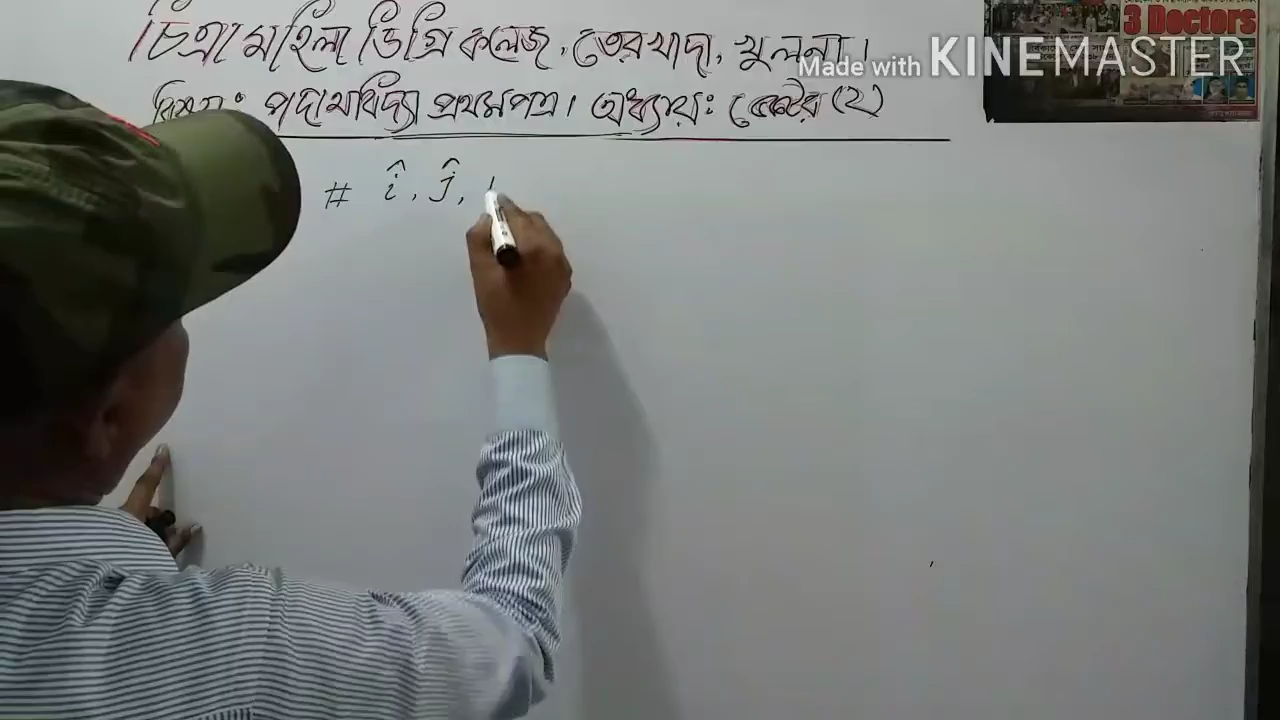 চিত্রা মহিলা ডিগ্রি কলেজ, তেরখাদা, খুলনা।
Made with KINEMASTER
3 Doctors
বিষয়ঃ পদার্থবিদ্যা প্রথমপত্র। অধ্যায়ঃ ভেক্টর (২)
# î, ĵ,